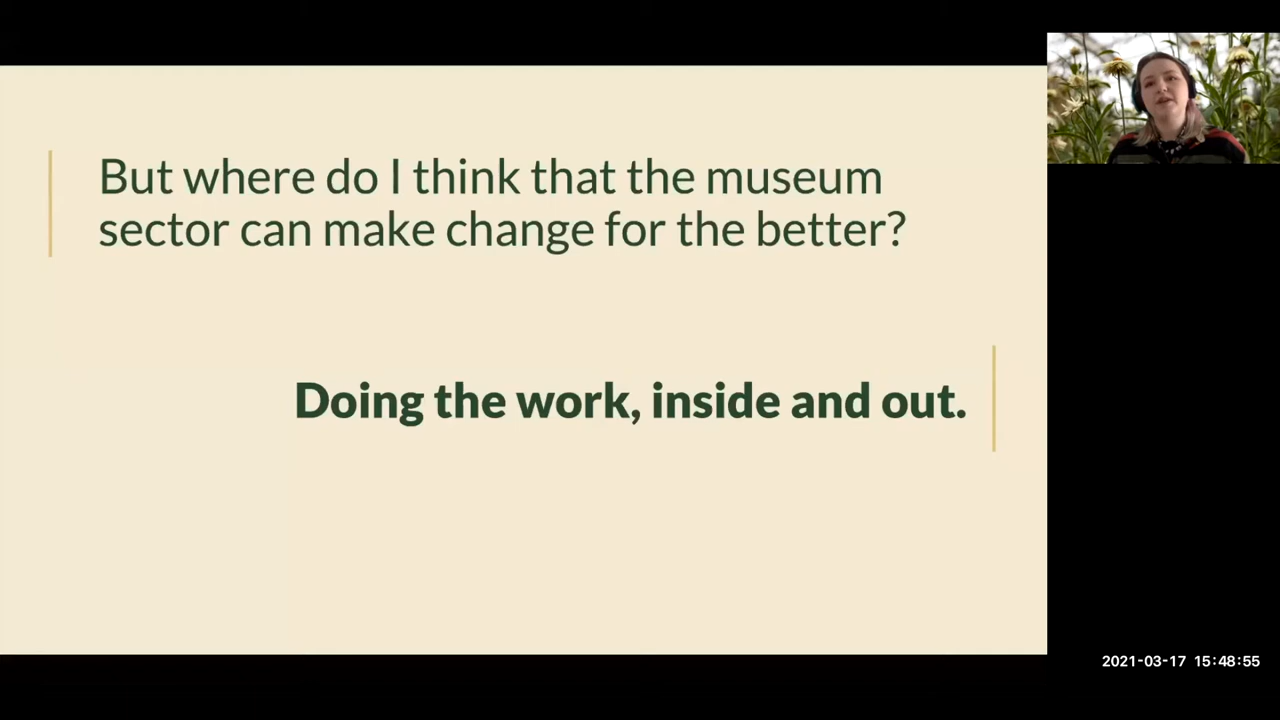 But where do I think that the museum
sector can make change for the better?
Doing the work, inside and out.
2021-03-17 15:48:55